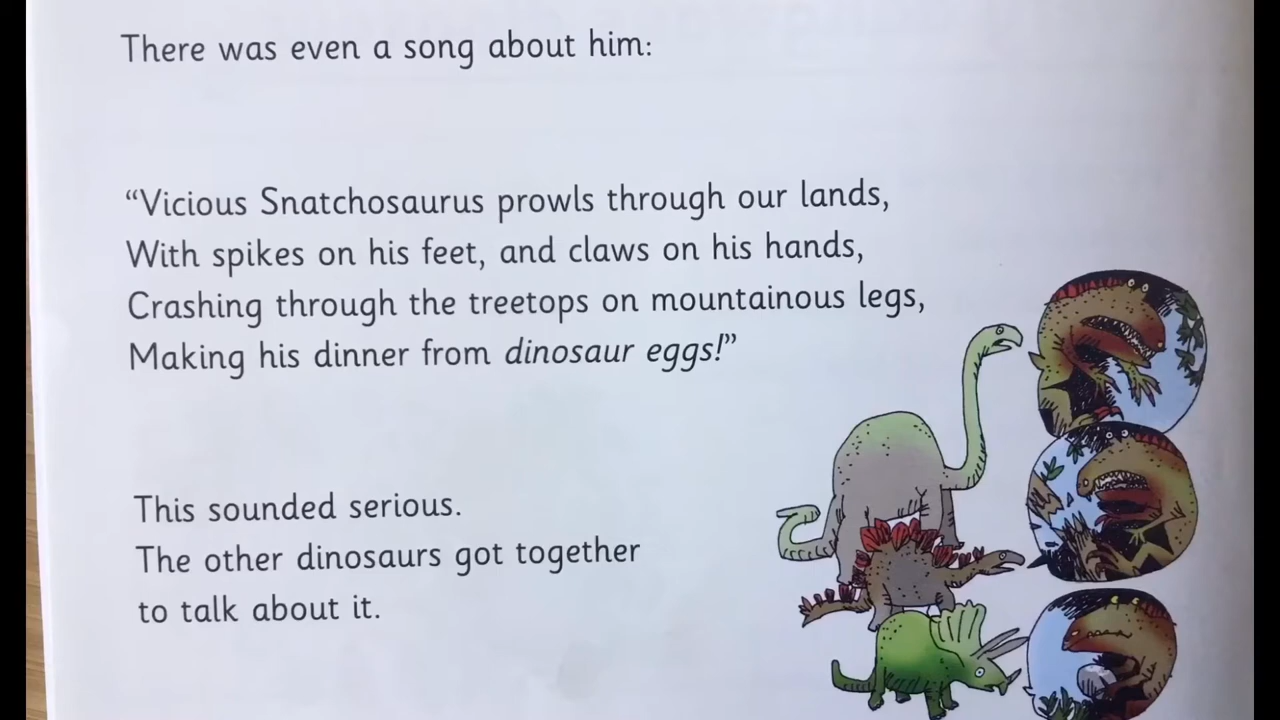 There was even a song about him:
“Vicious Snatchosaurus prowls through our lands,
With spikes on his feet, and claws on his hands,
Crashing through the treetops on mountainous legs,
Making his dinner from dinosaur eggs!”
This sounded serious.
The other dinosaurs got together
to talk about it.